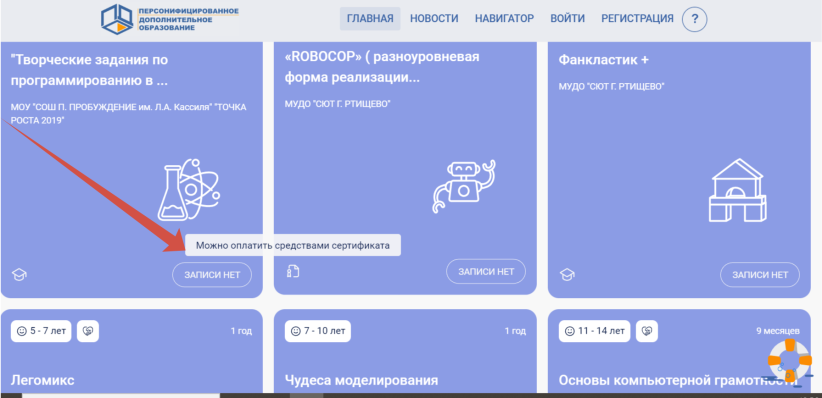 ПЕРСОНИФИЦИРОВАННОЕ
ДОПОЛНИТЕЛЬНОЕ
ОБРАЗОВАНИЕ
ГЛАВНАЯ НОВОСТИ НАВИГАТОР ВОЙТИ РЕГИСТРАЦИЯ ?
"Творческие задания по
программированию в ...
МОУ "СОШ П. ПРОБУЖДЕНИЕ им. Л.А. Кассиля" "ТОЧКА
РОСТА 2019"
«ROBOCOP» ( разноуровневая
форма реализации...
МУДО "СЮТ Г. РТИЩЕВО"
Фанкластик +
МУДО "СЮТ Г. РТИЩЕВО"
Можно оплатить средствами сертификата
ЗАПИСИ НЕТ
ЗАПИСИ НЕТ
ЗАПИСИ НЕТ
5 - 7 лет
1 год
Легомикс
7 - 10 лет
1 год
Чудеса моделирования
11 - 14 лет
9 месяцев
Основы компьютерной грамотности